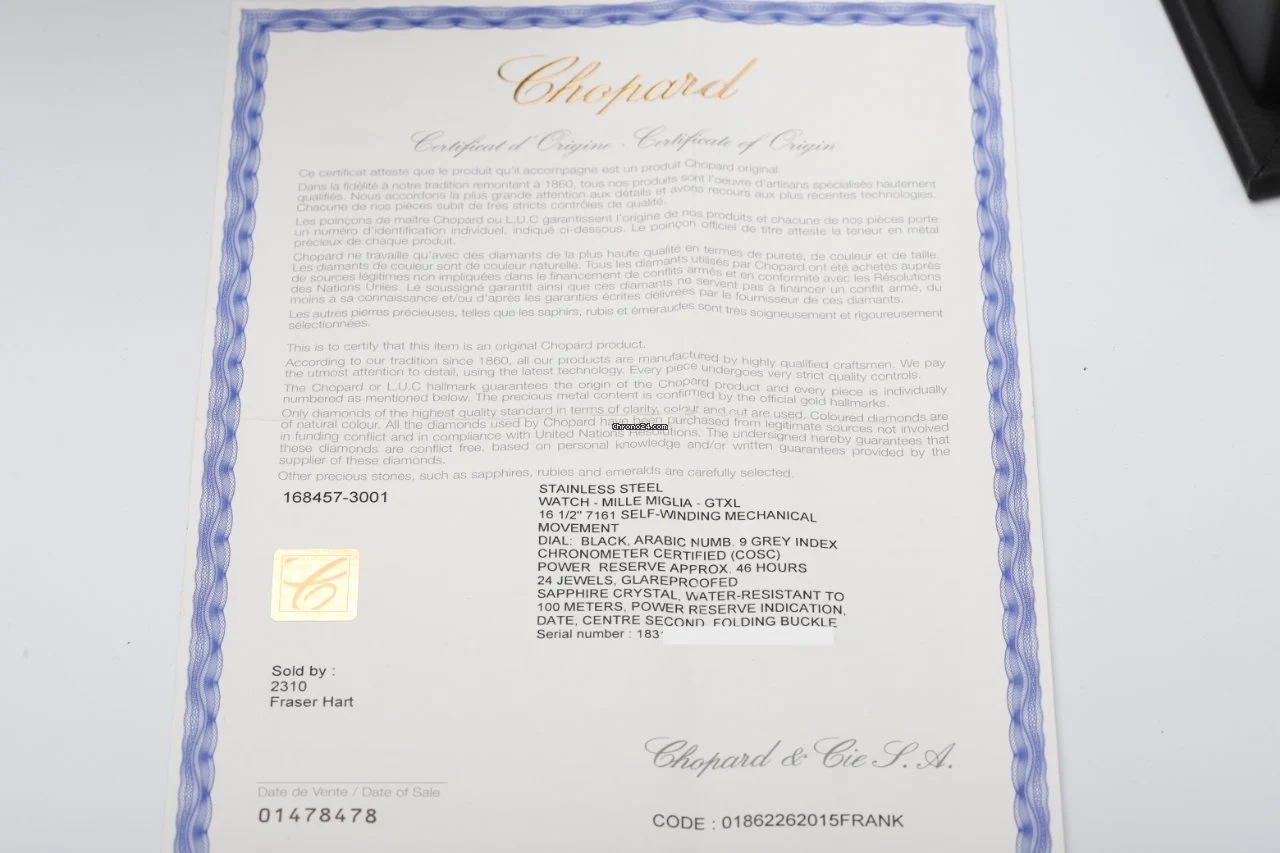 Chopard
Certificat d'Origine - Certificate of Origin
Ce certificat atteste que le produit qu'il accompagne est un produit Chopard original
Dans la fidélité à notre tradition remontant à 1860, tous nos produits sont l'oeuvre d'artisans spécialisés hautement
qualifiés. Nous accordons la plus grande attention aux détails et avons recours aux plus récentes technologies.
Chacune de nos pièces subit de très stricts contrôles de qualité.
Les poinçons de maître Chopard ou L.U.C garantissent l'origine de nos produits et chacune de nos pièces porte
un numéro d'identification individuel, indiqué ci-dessous. Le poinçon officiel de titre atteste la teneur en métal
précieux de chaque produit.
Chopard ne travaille qu'avec des diamants de la plus haute qualité en termes de pureté, de couleur et de taille.
Les diamants de couleur sont de couleur naturelle. Tous les diamants utilisés par Chopard ont été achetés auprès
de sources légitimes non impliquées dans le financement de conflits armés et en conformité avec les Résolutions
des Nations Unies. Le soussigné garantit ainsi que ces diamants ne servent pas à financer un conflit armé, du
moins à sa connaissance et/ou d'après les garanties écrites délivrées par le fournisseur de ces diamants.
Les autres pierres précieuses, telles que les saphirs, rubis et émeraudes sont très soigneusement et rigoureusement
sélectionnées.
This is to certify that this item is an original Chopard product.
According to our tradition since 1860, all our products are manufactured by highly qualified craftsmen. We pay
the utmost attention to detail, using the latest technology. Every piece undergoes very strict quality controls.
The Chopard or L.U.C hallmark guarantees the origin of the Chopard product and every piece is individually
numbered as mentioned below. The precious metal content is confirmed by the official gold hallmarks.
Only diamonds of the highest quality standard in terms of clarity, colour and cut are used. Coloured diamonds are
of natural colour. All the diamonds used by Chopard have been purchased from legitimate sources not involved
chrono24.com
in funding conflict and in compliance with United Nations Resolutions. The undersigned hereby guarantees that
these diamonds are conflict free, based on personal knowledge and/or written guarantees provided by the
supplier of these diamonds.
Other precious stones, such as sapphires, rubies and emeralds are carefully selected.
168457-3001
STAINLESS STEEL
WATCH - MILLE MIGLIA - GTXL
16 1/2" 7161 SELF-WINDING MECHANICAL
MOVEMENT
DIAL: BLACK, ARABIC NUMB. 9 GREY INDEX
CHRONOMETER CERTIFIED (COSC)
POWER RESERVE APPROX. 46 HOURS
24 JEWELS, GLAREPROOFED
SAPPHIRE CRYSTAL, WATER-RESISTANT TO
100 METERS, POWER RESERVE INDICATION,
DATE, CENTRE SECOND, FOLDING BUCKLE
Serial number : 183
Sold by :
2310
Fraser Hart
Chopard & Cie S.A.
Date de Vente / Date of Sale
01478478
CODE : 01862262015FRANK